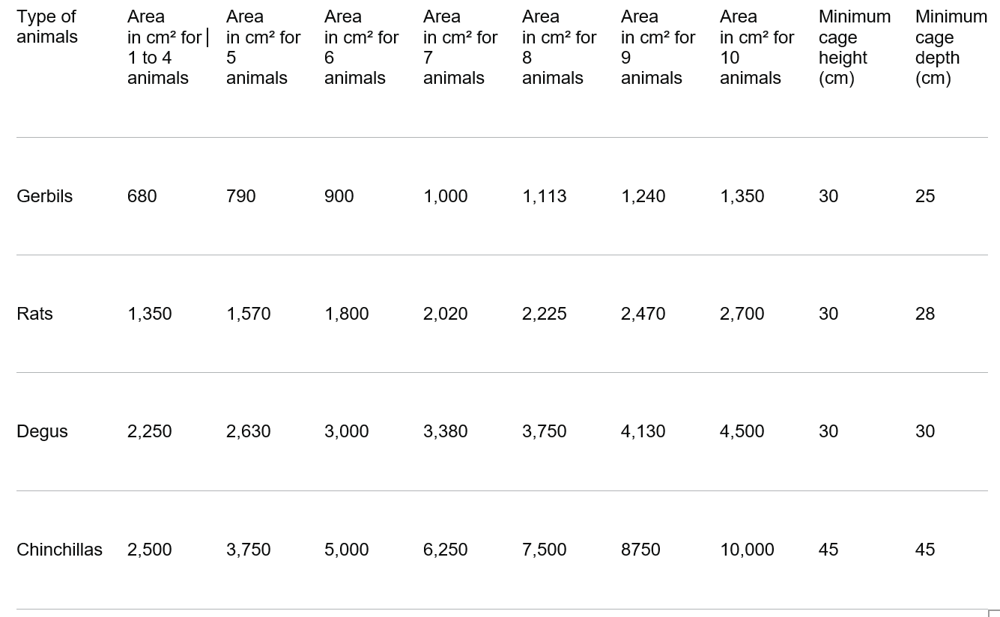 Type of animals Area in cm² for 1 to 4 animals Area in cm² for 5 animals Area in cm² for 6 animals Area in cm² for 7 animals Area in cm² for 8 animals Area in cm² for 9 animals Area in cm² for 10 animals Minimum cage height (cm) Minimum cage depth (cm)
Gerbils 680 790 900 1,000 1,113 1,240 1,350 30 25
Rats 1,350 1,570 1,800 2,020 2,225 2,470 2,700 30 28
Degus 2,250 2,630 3,000 3,380 3,750 4,130 4,500 30 30
Chinchillas 2,500 3,750 5,000 6,250 7,500 8750 10,000 45 45